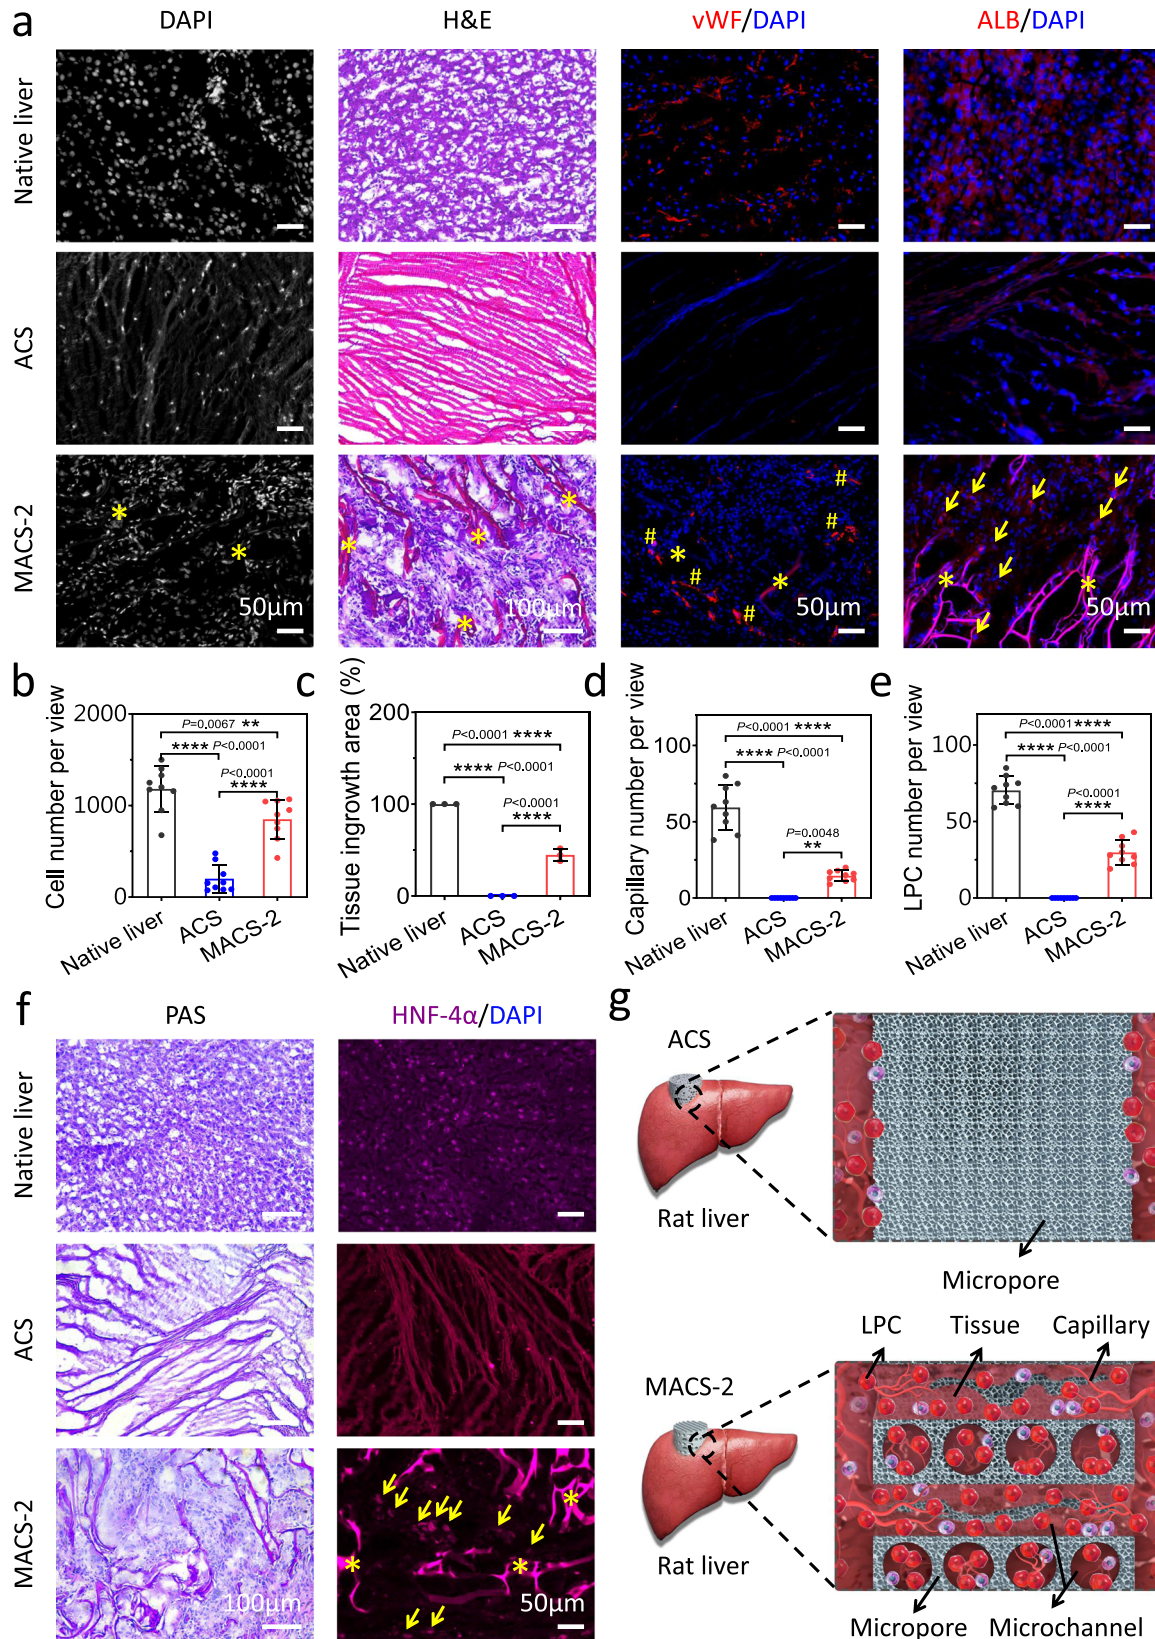 a
DAPI
H&E
vWF/DAPI
ALB/DAPI
Native liver
ACS
MACS-2
*
*
50μm
*
*
*
*
100μm
#
#
#
#
#
*
*
50μm
*
*
50μm
b
Cell number per view
2000
1000
0
P=0.0067 **
**** P<0.0001
P<0.0001
****
Native liver
ACS
MACS-2
c
Tissue ingrowth area (%)
200
100
0
P<0.0001 ****
**** P<0.0001
P<0.0001
****
Native liver
ACS
MACS-2
d
Capillary number per view
100
50
0
P<0.0001 ****
**** P<0.0001
P=0.0048
**
Native liver
ACS
MACS-2
e
LPC number per view
100
50
0
P<0.0001 ****
**** P<0.0001
P<0.0001
****
Native liver
ACS
MACS-2
f
PAS
HNF-4α/DAPI
Native liver
ACS
MACS-2
100μm
*
*
*
50μm
g
ACS
Rat liver
Micropore
LPC
Tissue
Capillary
MACS-2
Rat liver
Micropore
Microchannel